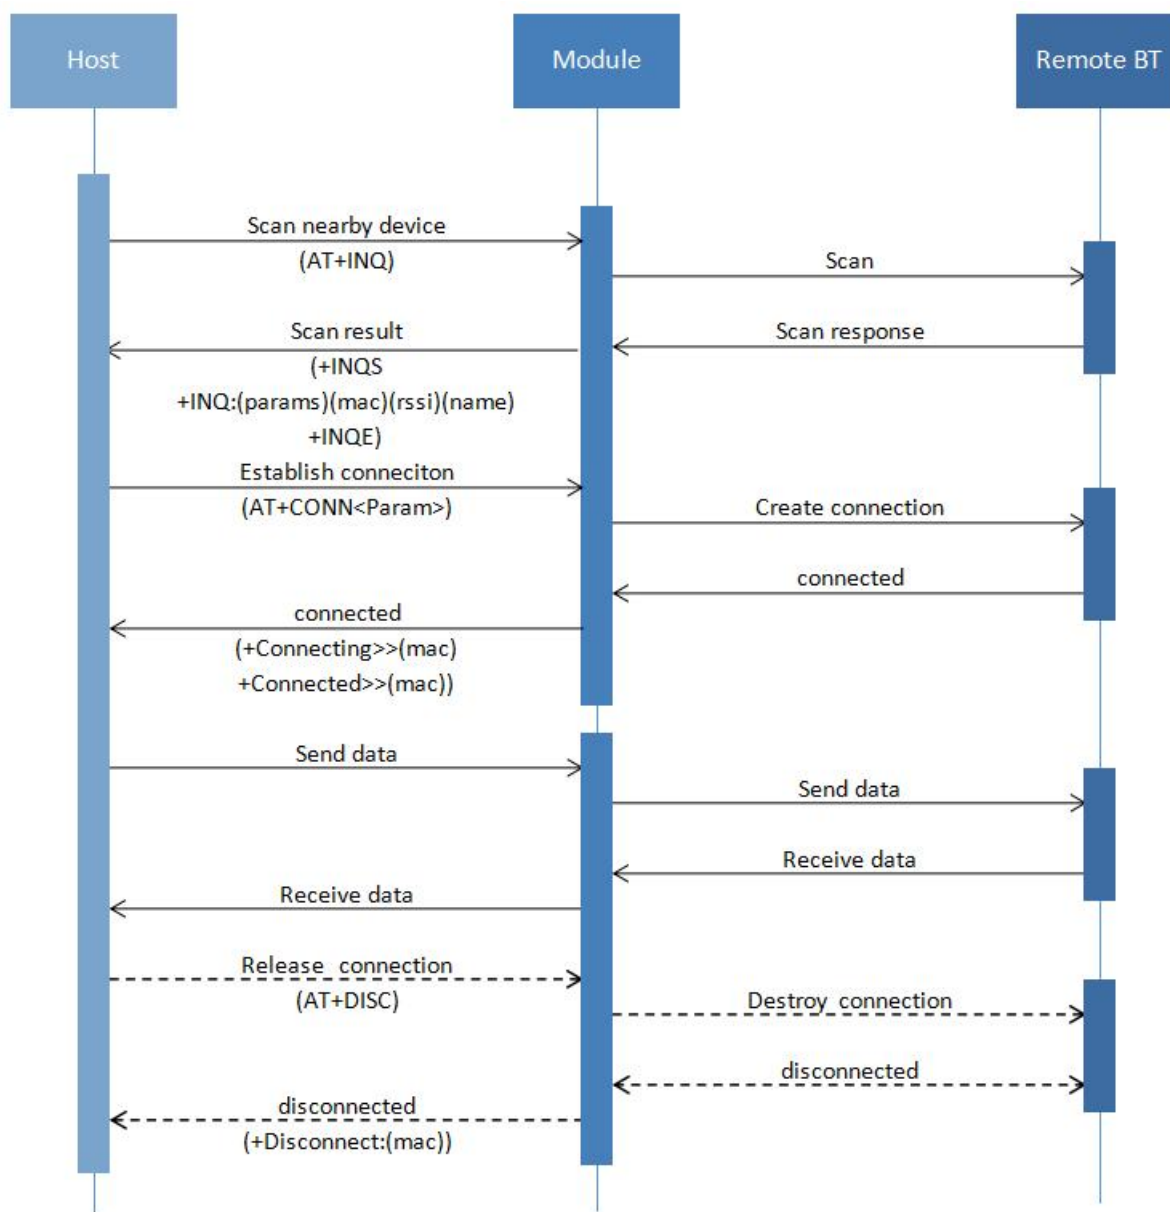 Host
Module
Remote BT
Scan nearby device
(AT+INQ)
Scan
Scan result
Scan response
(+INQS
+INQ:(params)(mac)(rssi)(name)
+INQE)
Establish conneciton
(AT+CONN<Param>)
Create connection
connected
connected
(+Connecting>>(mac)
+Connected>>(mac))
Send data
Send data
Receive data
Receive data
Release connection
(AT+DISC)
Destroy connection
disconnected
disconnected
(+Disconnect:(mac))